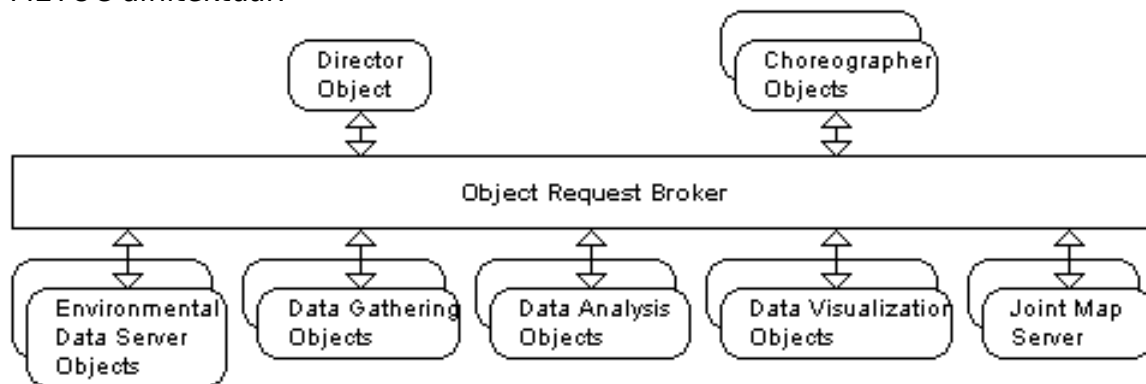 Director
Object
Choreographer
Objects
Object Request Broker
Environmental
Data Server
Objects
Data Gathering
Objects
Data Analysis
Objects
Data Visualization
Objects
Joint Map
Server